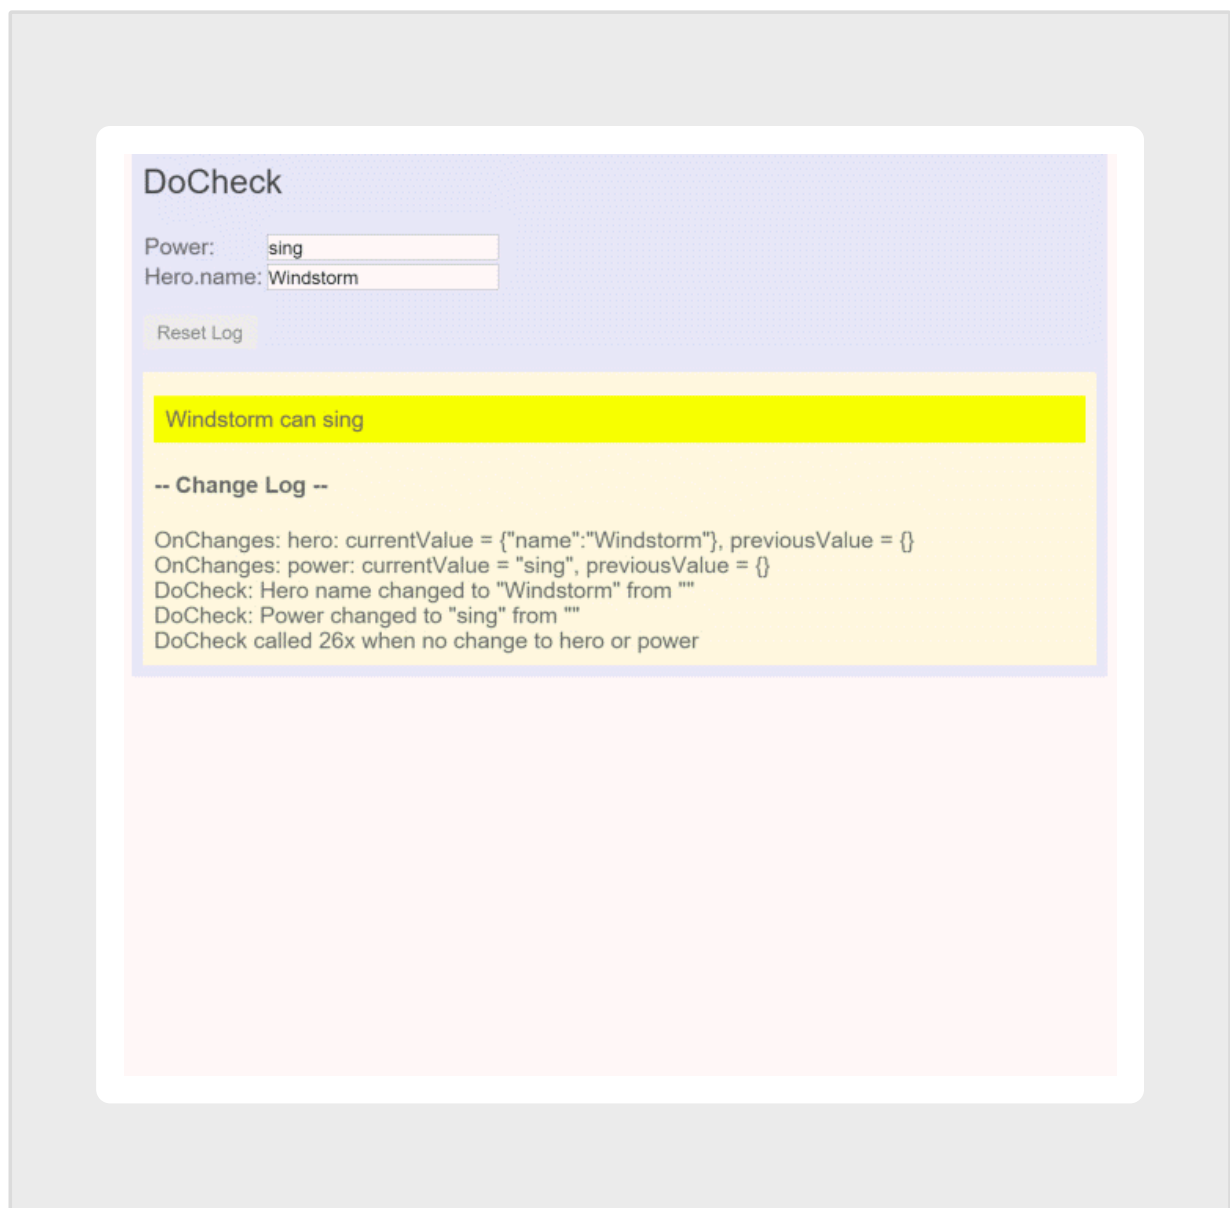 DoCheck
Power: sing
Hero.name: Windstorm
Reset Log
Windstorm can sing
-- Change Log --
OnChanges: hero: currentValue = {"name":"Windstorm"}, previousValue = {}
OnChanges: power: currentValue = "sing", previousValue = {}
DoCheck: Hero name changed to "Windstorm" from ""
DoCheck: Power changed to "sing" from ""
DoCheck called 26x when no change to hero or power